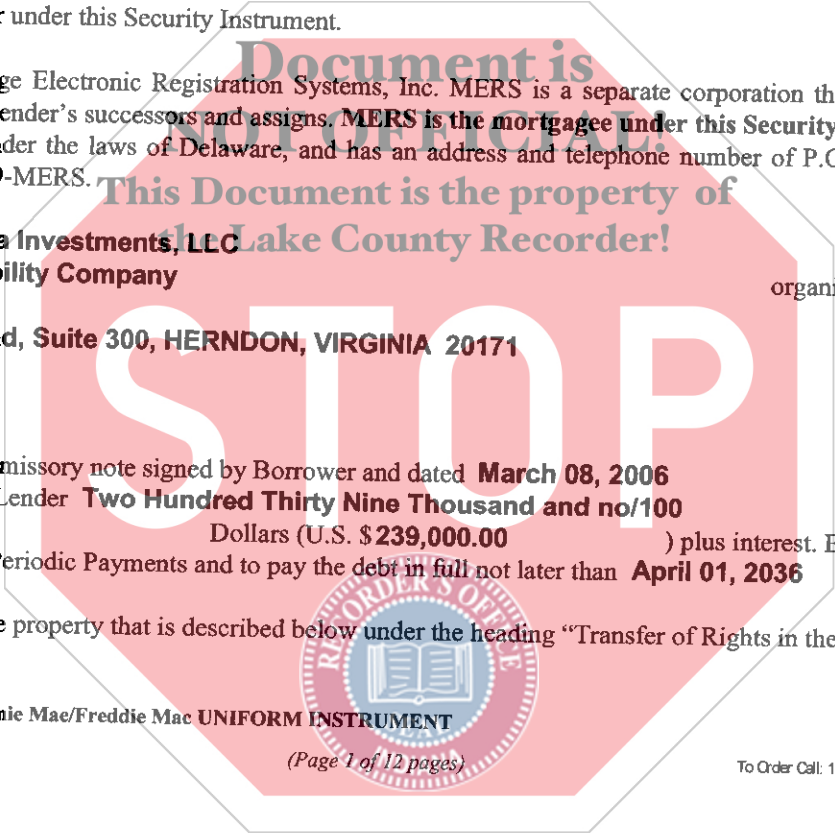 r under this Security Instrument.
Document is
ge Electronic Registration Systems, Inc. MERS is a separate corporation th
ender's successors and assigns. MERS is the mortgagee under this Security
NOT OFFICIAL!
der the laws of Delaware, and has an address and telephone number of P.O
-MERS.
This Document is the property of
the Lake County Recorder!
a Investments, LLC
ility Company
organi
d, Suite 300, HERNDON, VIRGINIA 20171
STOP
missory note signed by Borrower and dated March 08, 2006
Lender Two Hundred Thirty Nine Thousand and no/100
Dollars (U.S. $239,000.00 ) plus interest. B
Periodic Payments and to pay the debt in full not later than April 01, 2036
RECORDER'S OFFICE
e property that is described below under the heading "Transfer of Rights in the
SEAL
nie Mae/Freddie Mac UNIFORM INSTRUMENT
INDIANA
(Page 1 of 12 pages)
To Order Call: 1